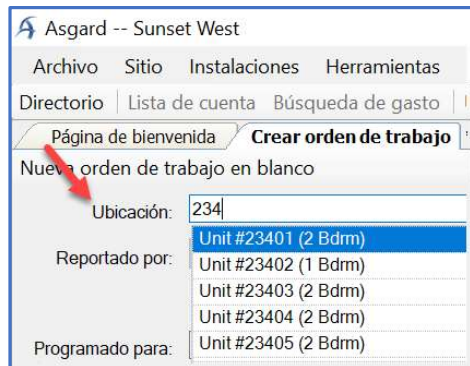 Asgard -- Sunset West
Archivo Sitio Instalaciones Herramientas
Directorio Lista de cuenta Búsqueda de gasto
Página de bienvenida Crear orden de trabajo
Nueva orden de trabajo en blanco
Ubicación: 234
Unit #23401 (2 Bdrm)
Reportado por: Unit #23402 (1 Bdrm)
Unit #23403 (2 Bdrm)
Unit #23404 (2 Bdrm)
Programado para: Unit #23405 (2 Bdrm)